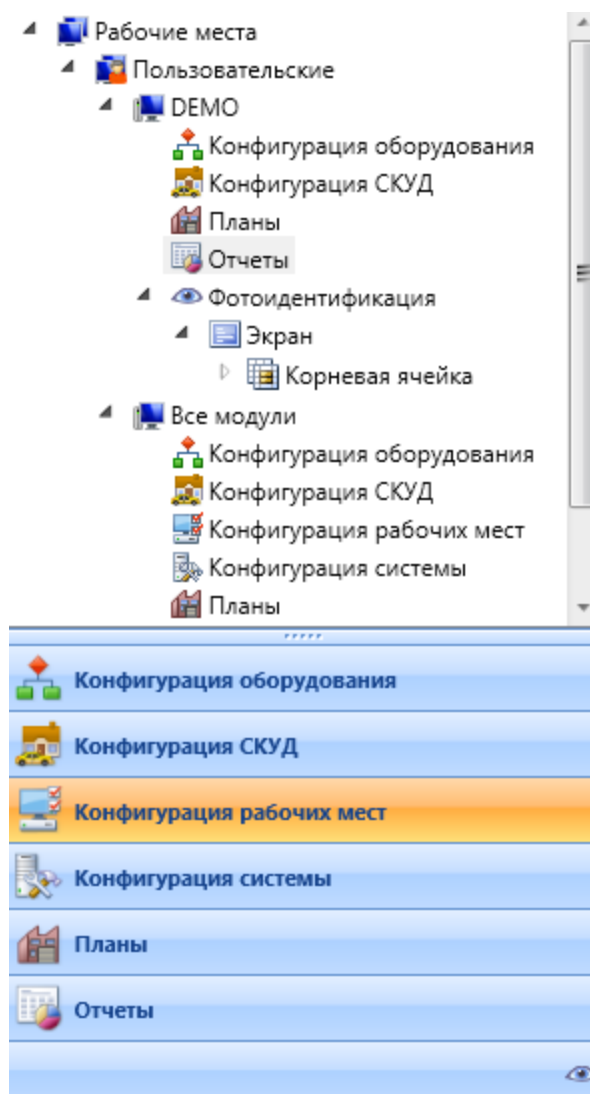 Рабочие места
Пользовательские
DEMO
Конфигурация оборудования
Конфигурация СКУД
Планы
Отчеты
Фотоидентификация
Экран
Корневая ячейка
Все модули
Конфигурация оборудования
Конфигурация СКУД
Конфигурация рабочих мест
Конфигурация системы
Планы
Конфигурация оборудования
Конфигурация СКУД
Конфигурация рабочих мест
Конфигурация системы
Планы
Отчеты